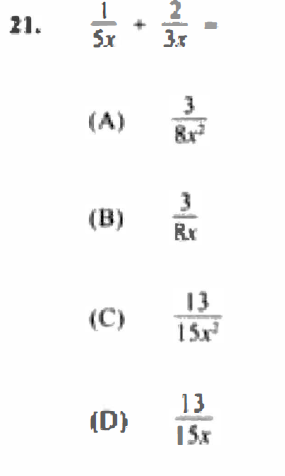 21. 1/5x + 2/3x =
(A) 3/8x²
(B) 3/8x
(C) 13/15x²
(D) 13/15x